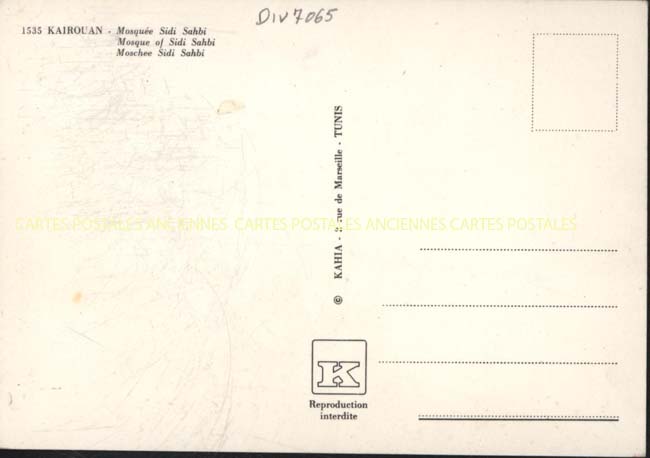 DIV7065
1535 KAIROUAN - Mosquée Sidi Sahbi
Mosque of Sidi Sahbi
Moschee Sidi Sahbi
© KAHIA - rue de Marseille - TUNIS
CARTES POSTALES ANCIENNES CARTES POSTALES ANCIENNES CARTES POSTALES
K
Reproduction
interdite